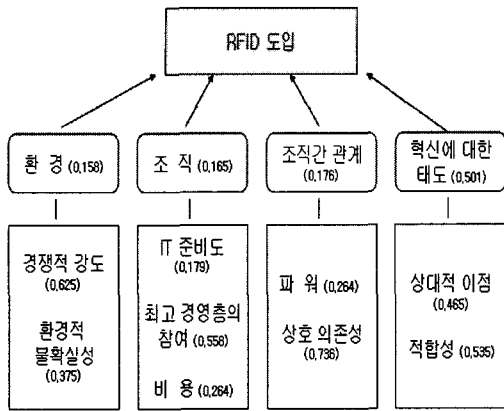 RFID 도입
환 경 (0,158)
조 직 (0,165)
조직간 관계
(0,176)
혁신에 대한
태도 (0,501)
경쟁적 강도
(0,625)
환경적
불확실성
(0,375)
IT 준비도
(0,179)
최고 경영층의
참여 (0,558)
비 용 (0,264)
파 워 (0,264)
상호 의존성
(0,736)
상대적 이점
(0,465)
적합성 (0,535)